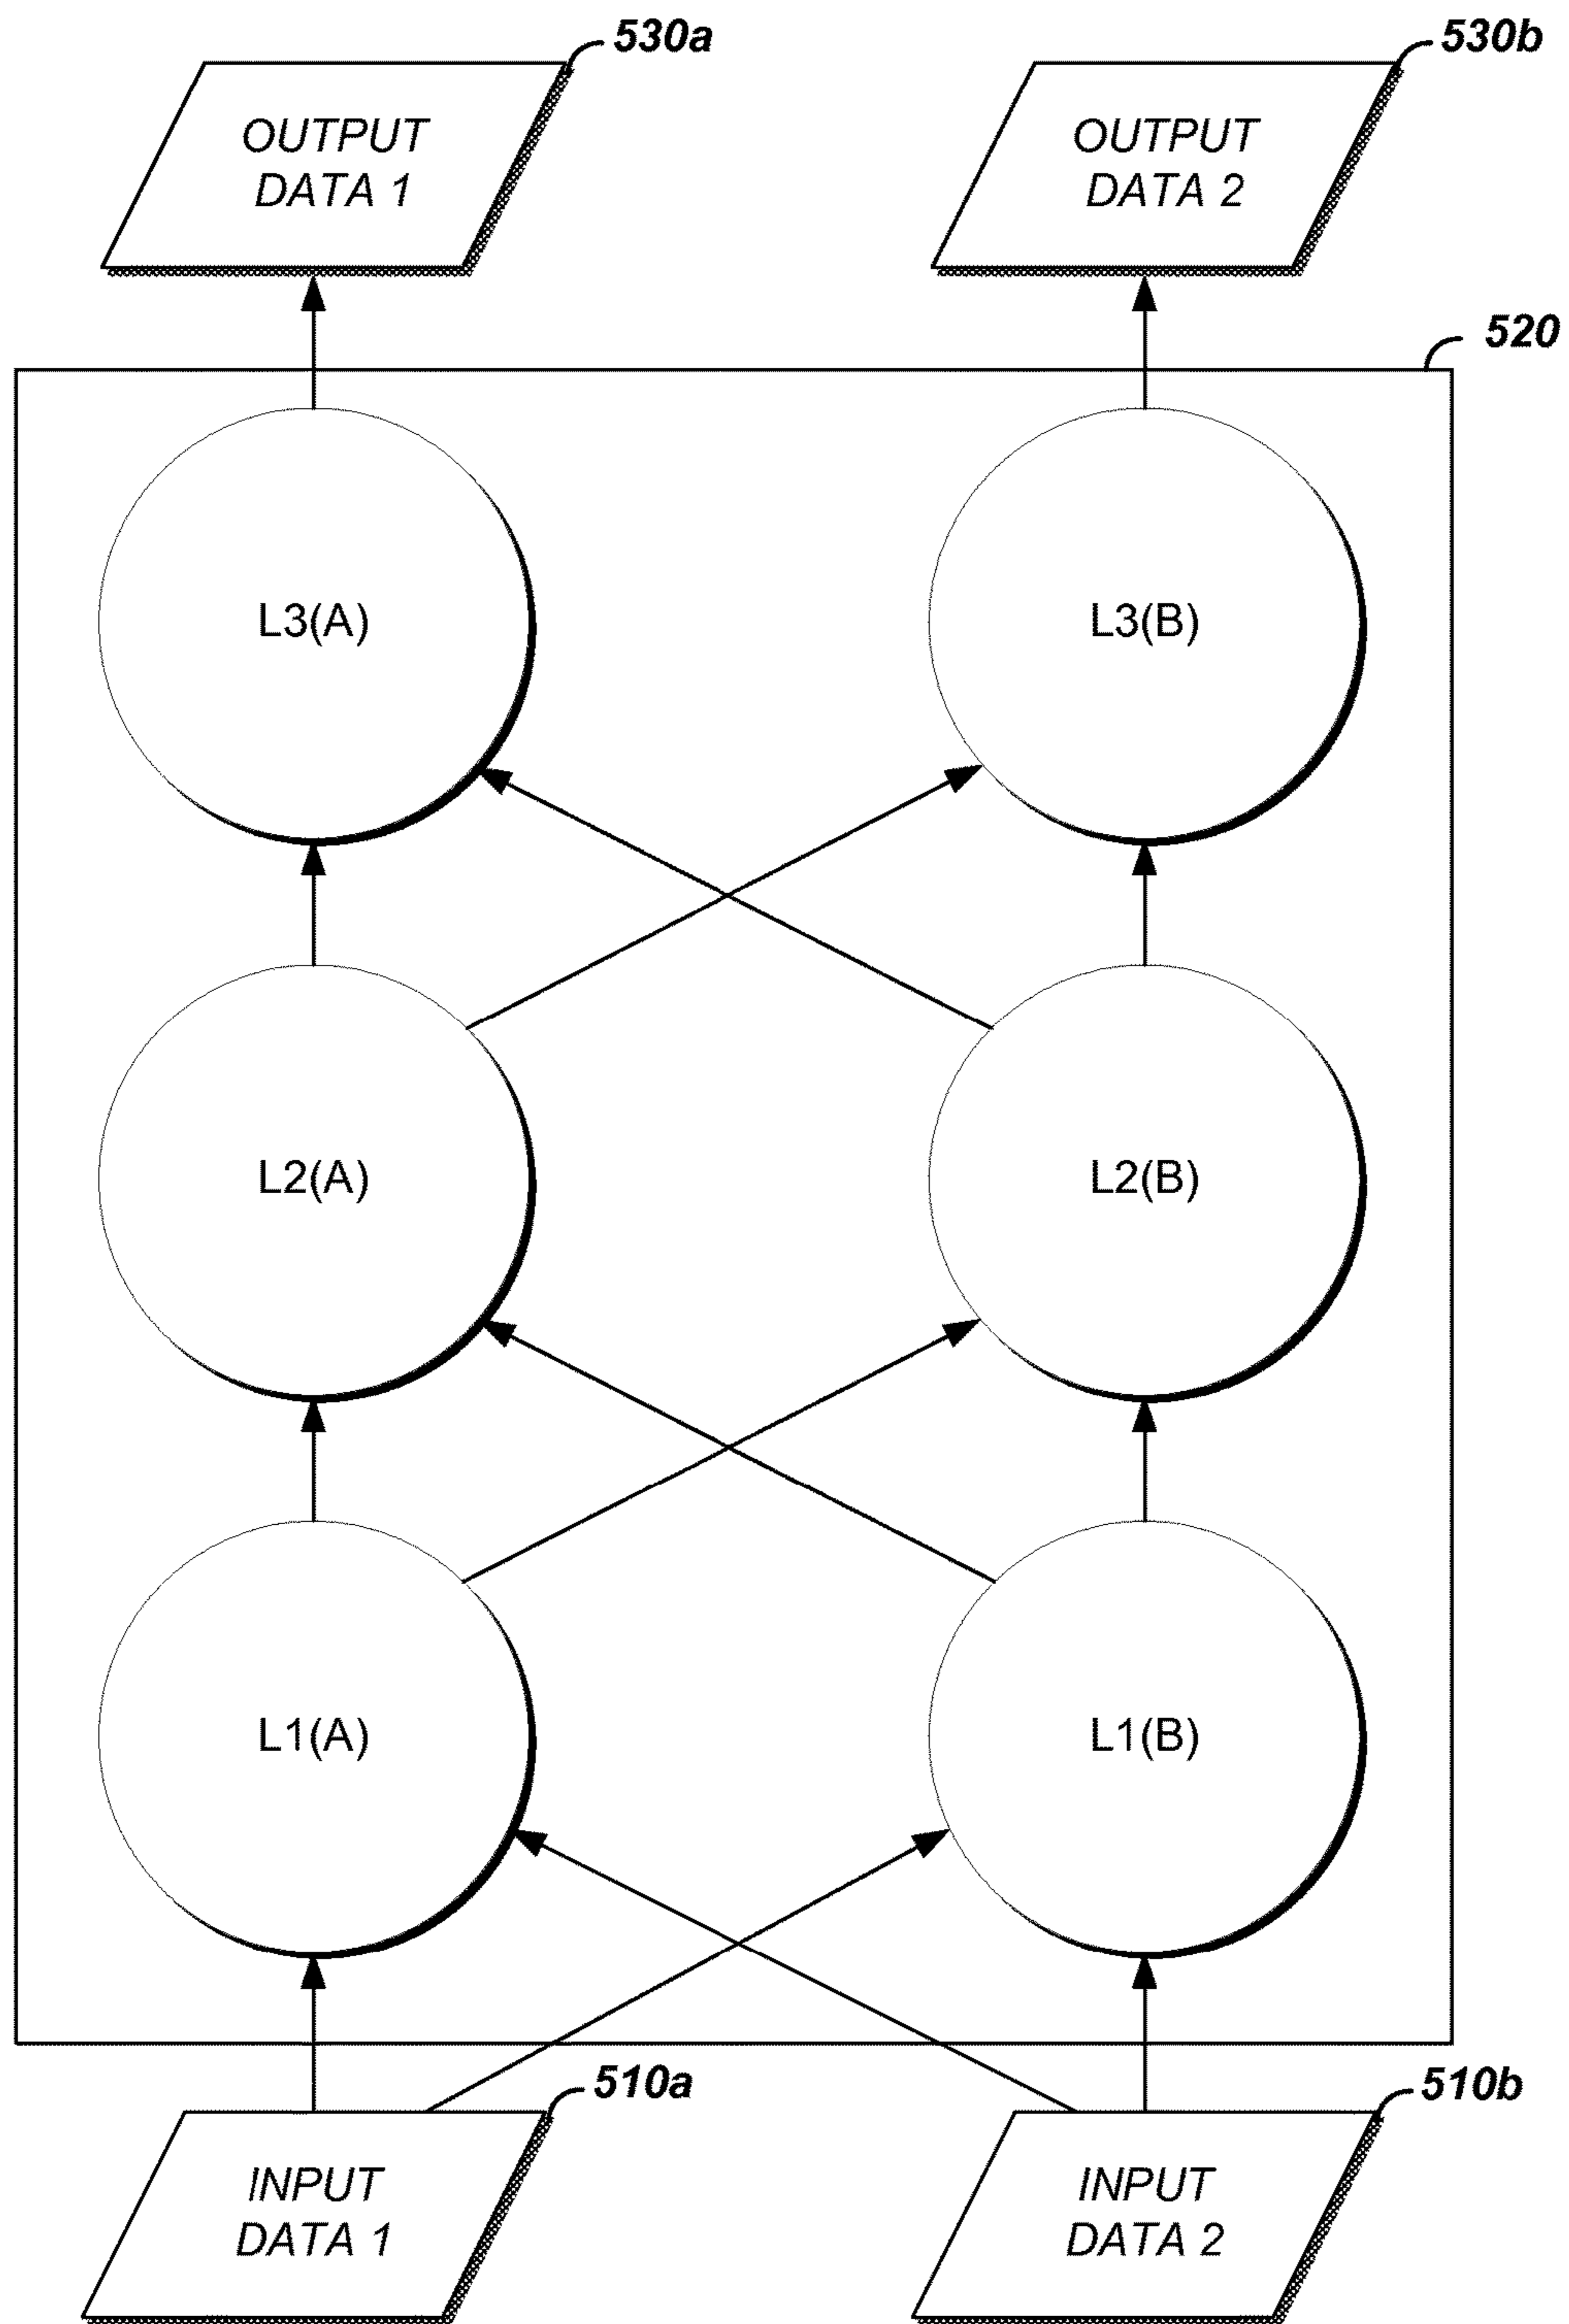 530a
530b
OUTPUT
DATA 1
OUTPUT
DATA 2
520
L3(A)
L3(B)
L2(A)
L2(B)
L1(A)
L1(B)
510a
510b
INPUT
DATA 1
INPUT
DATA 2